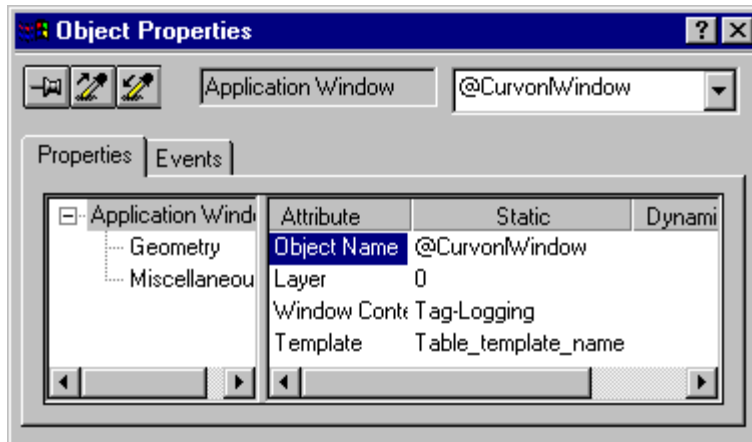 Object Properties
Application Window @CurvonlWindow
Properties Events
Application Wind Attribute Static Dynami
Geometry Object Name @CurvonlWindow
Miscellaneou Layer 0
Window Conte Tag-Logging
Template Table_template_name